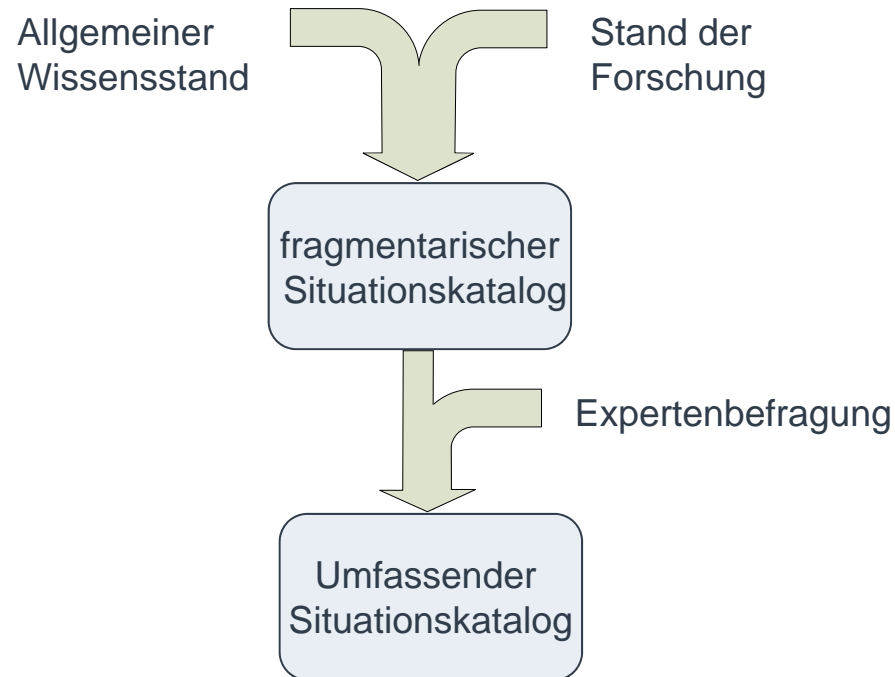 Allgemeiner
Wissensstand
Stand der
Forschung
fragmentarischer
Situationskatalog
Expertenbefragung
Umfassender
Situationskatalog